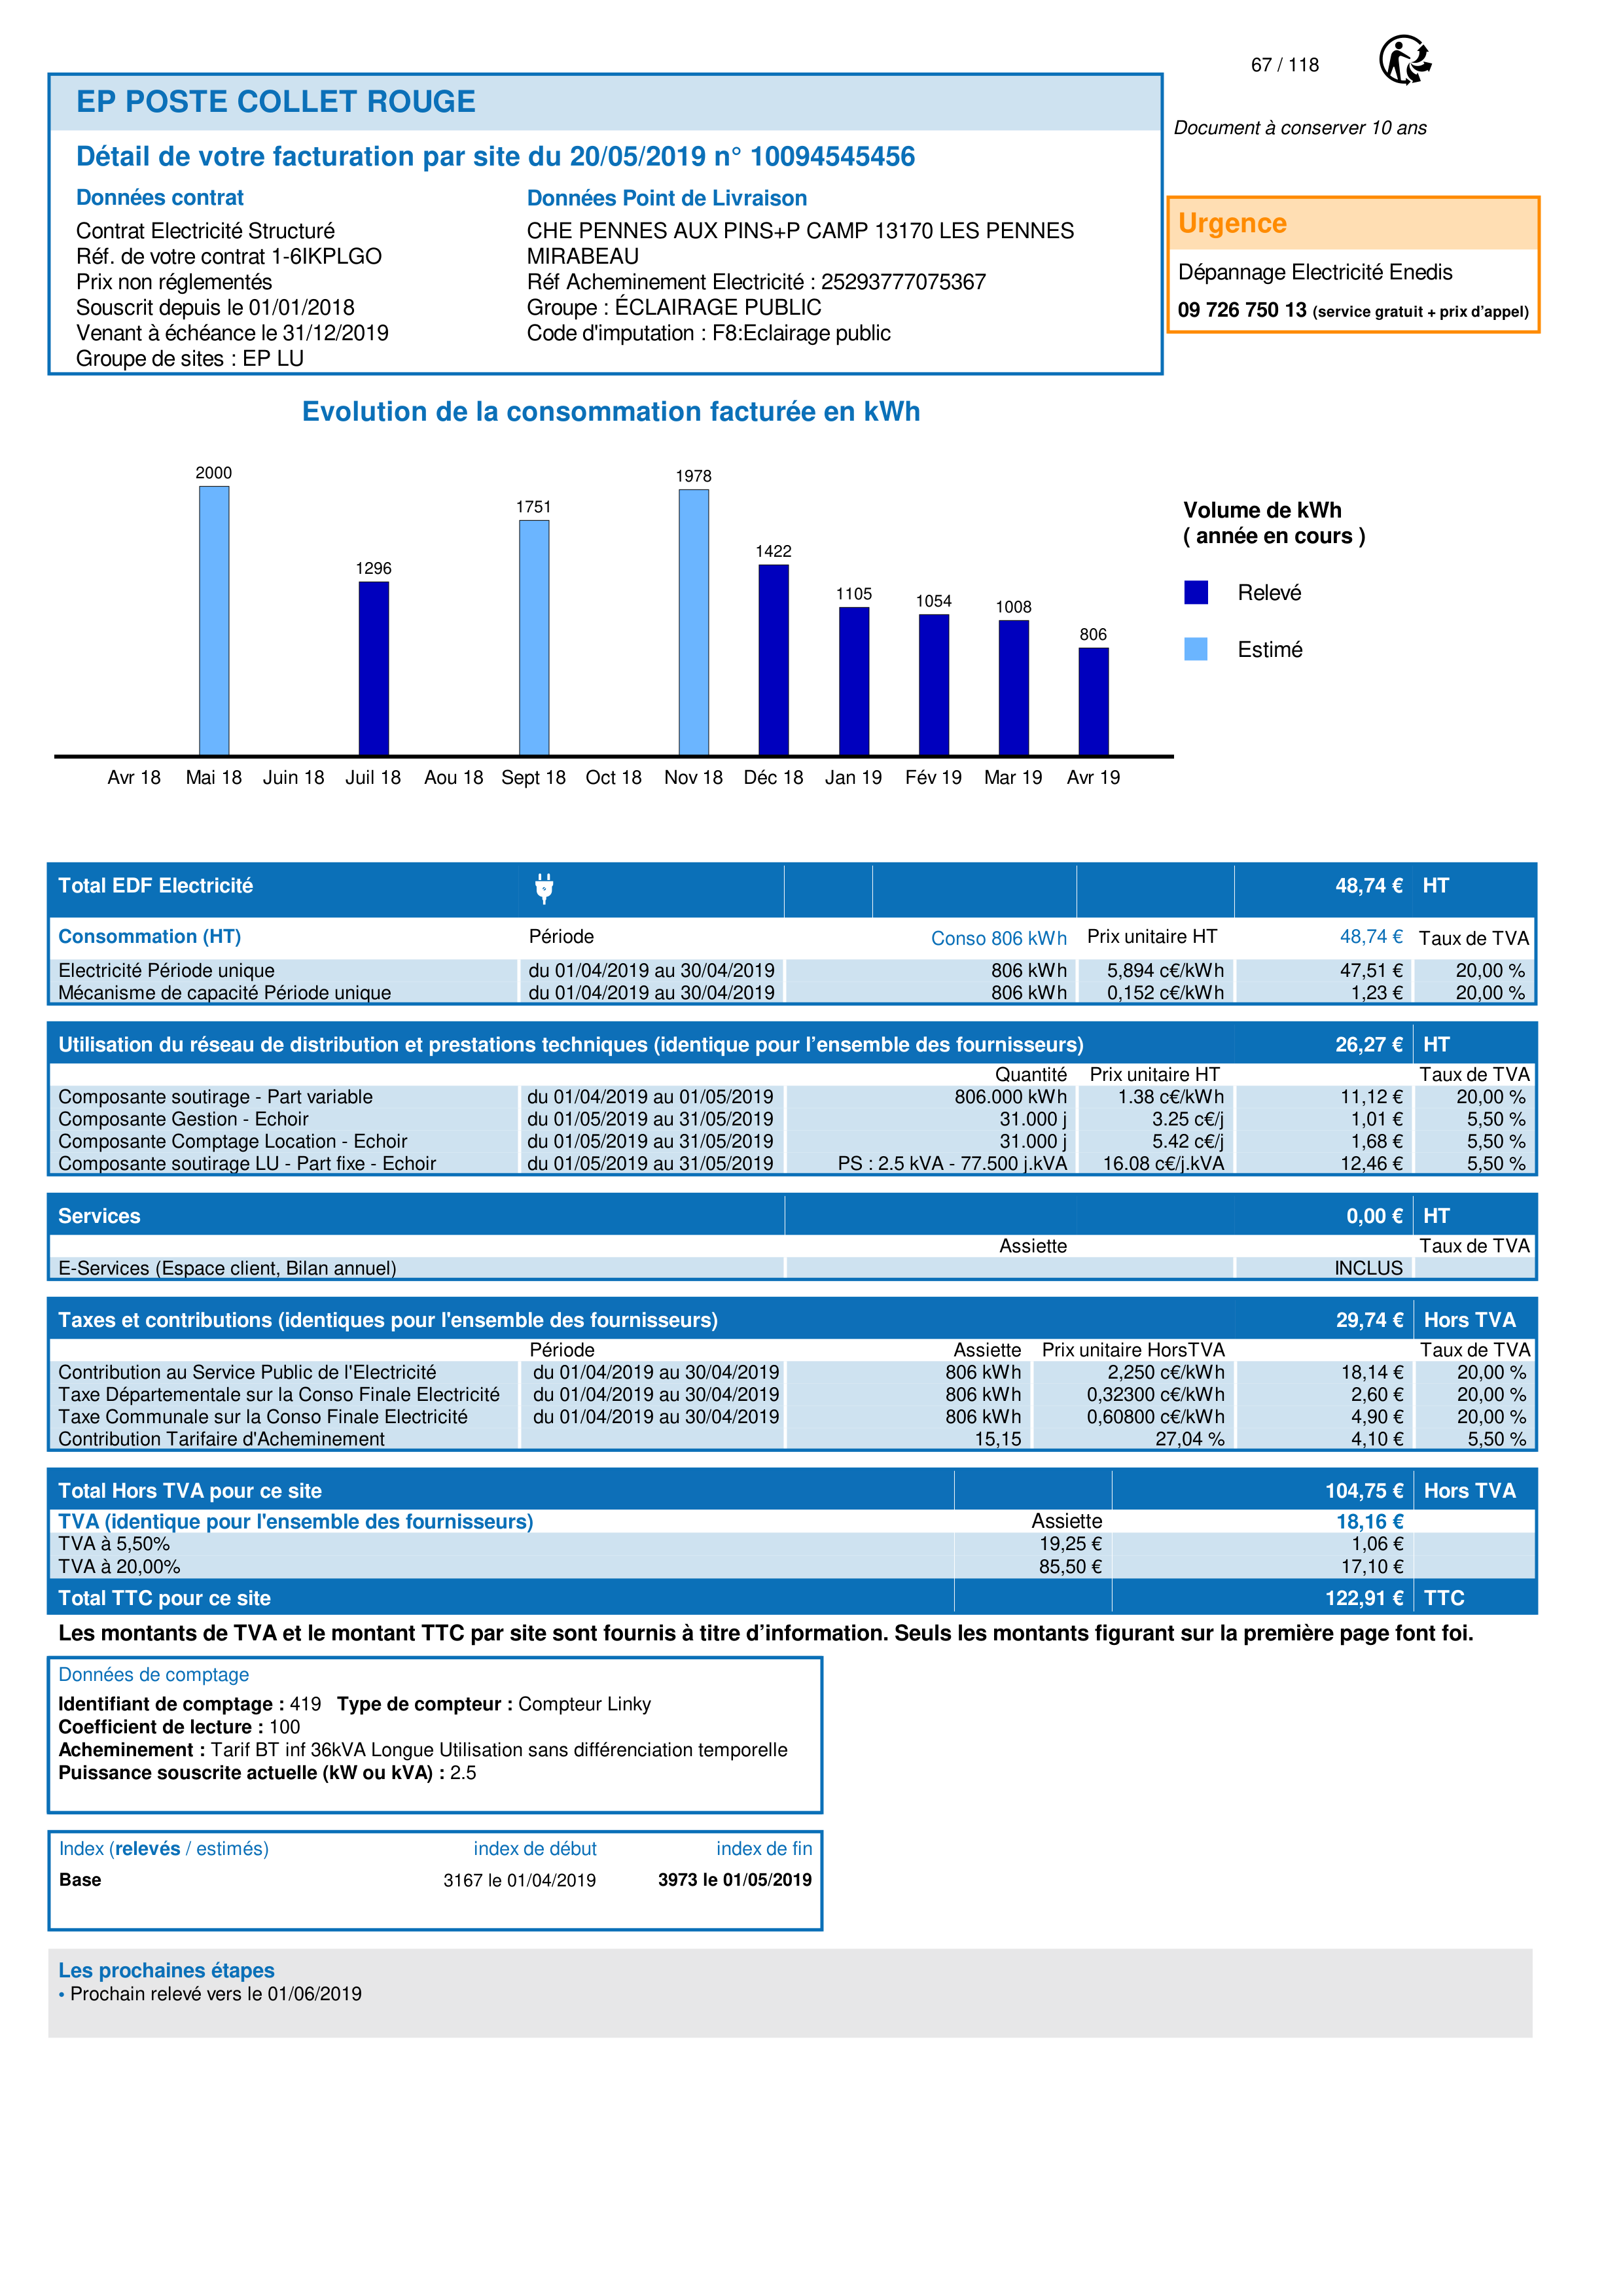 67 / 118
EP POSTE COLLET ROUGE
Document à conserver 10 ans
Détail de votre facturation par site du 20/05/2019 n° 10094545456
Données contrat
Contrat Electricité Structuré
Réf. de votre contrat 1-6IKPLGO
Prix non réglementés
Souscrit depuis le 01/01/2018
Venant à échéance le 31/12/2019
Groupe de sites : EP LU
Données Point de Livraison
CHE PENNES AUX PINS+P CAMP 13170 LES PENNES
MIRABEAU
Réf Acheminement Electricité : 25293777075367
Groupe : ÉCLAIRAGE PUBLIC
Code d'imputation : F8:Eclairage public
Urgence
Dépannage Electricité Enedis
09 726 750 13 (service gratuit + prix d’appel)
Evolution de la consommation facturée en kWh
2000
1296
1751
1978
1422
1105
1054
1008
806
Avr 18 Mai 18 Juin 18 Juil 18 Aou 18 Sept 18 Oct 18 Nov 18 Déc 18 Jan 19 Fév 19 Mar 19 Avr 19
Volume de kWh
( année en cours )
Relevé
Estimé
Total EDF Electricité 48,74 € HT
Consommation (HT) Période Conso 806 kWh Prix unitaire HT 48,74 € Taux de TVA
Electricité Période unique du 01/04/2019 au 30/04/2019 806 kWh 5,894 c€/kWh 47,51 € 20,00 %
Mécanisme de capacité Période unique du 01/04/2019 au 30/04/2019 806 kWh 0,152 c€/kWh 1,23 € 20,00 %
Utilisation du réseau de distribution et prestations techniques (identique pour l’ensemble des fournisseurs) 26,27 € HT
Quantité Prix unitaire HT Taux de TVA
Composante soutirage - Part variable du 01/04/2019 au 01/05/2019 806.000 kWh 1.38 c€/kWh 11,12 € 20,00 %
Composante Gestion - Echoir du 01/05/2019 au 31/05/2019 31.000 j 3.25 c€/j 1,01 € 5,50 %
Composante Comptage Location - Echoir du 01/05/2019 au 31/05/2019 31.000 j 5.42 c€/j 1,68 € 5,50 %
Composante soutirage LU - Part fixe - Echoir du 01/05/2019 au 31/05/2019 PS : 2.5 kVA - 77.500 j.kVA 16.08 c€/j.kVA 12,46 € 5,50 %
Services 0,00 € HT
Assiette Taux de TVA
E-Services (Espace client, Bilan annuel) INCLUS
Taxes et contributions (identiques pour l'ensemble des fournisseurs) 29,74 € Hors TVA
Période Assiette Prix unitaire HorsTVA Taux de TVA
Contribution au Service Public de l'Electricité du 01/04/2019 au 30/04/2019 806 kWh 2,250 c€/kWh 18,14 € 20,00 %
Taxe Départementale sur la Conso Finale Electricité du 01/04/2019 au 30/04/2019 806 kWh 0,32300 c€/kWh 2,60 € 20,00 %
Taxe Communale sur la Conso Finale Electricité du 01/04/2019 au 30/04/2019 806 kWh 0,60800 c€/kWh 4,90 € 20,00 %
Contribution Tarifaire d'Acheminement 15,15 27,04 % 4,10 € 5,50 %
Total Hors TVA pour ce site 104,75 € Hors TVA
TVA (identique pour l'ensemble des fournisseurs) Assiette 18,16 €
TVA à 5,50% 19,25 € 1,06 €
TVA à 20,00% 85,50 € 17,10 €
Total TTC pour ce site 122,91 € TTC
Les montants de TVA et le montant TTC par site sont fournis à titre d’information. Seuls les montants figurant sur la première page font foi.
Données de comptage
Identifiant de comptage : 419 Type de compteur : Compteur Linky
Coefficient de lecture : 100
Acheminement : Tarif BT inf 36kVA Longue Utilisation sans différenciation temporelle
Puissance souscrite actuelle (kW ou kVA) : 2.5
Index (relevés / estimés) index de début index de fin
Base 3167 le 01/04/2019 3973 le 01/05/2019
Les prochaines étapes
• Prochain relevé vers le 01/06/2019